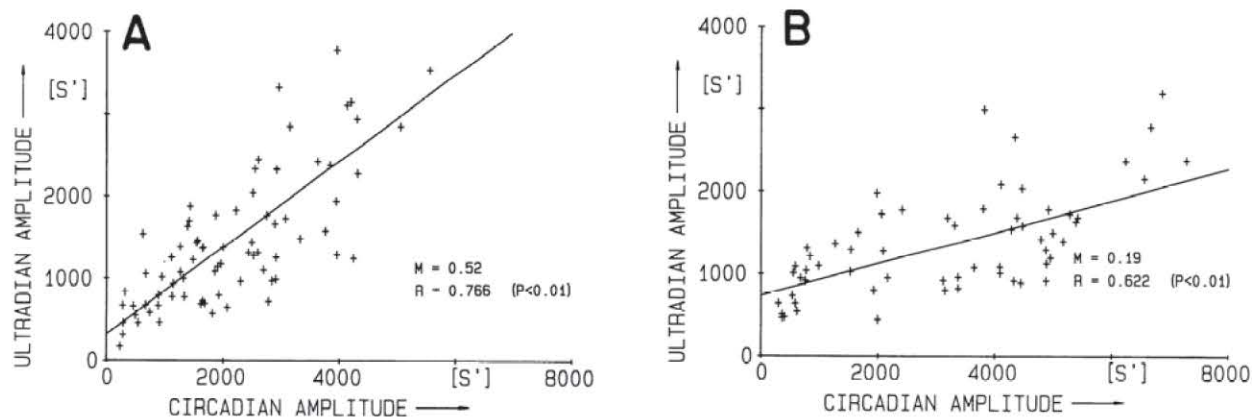 A
4000
[S']
2000
1000
0
ULTRADIAN AMPLITUDE
M = 0.52
R - 0.766 (P<0.01)
0 2000 4000 [S'] 8000
CIRCADIAN AMPLITUDE
B
4000
[S']
2000
1000
0
ULTRADIAN AMPLITUDE
M = 0.19
R = 0.622 (P<0.01)
0 2000 4000 [S'] 8000
CIRCADIAN AMPLITUDE